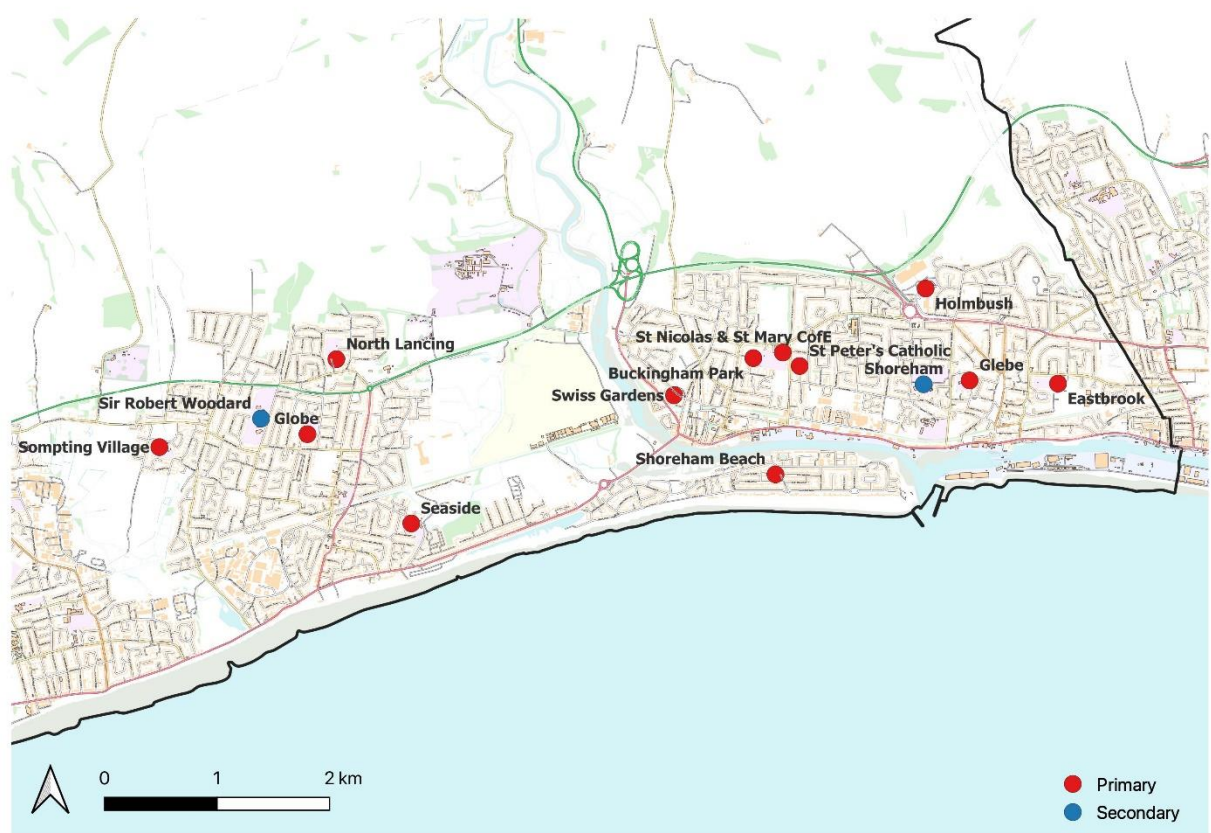 Holmbush
St Nicolas & St Mary CofE
North Lancing
St Peter's Catholic
Buckingham Park
Shoreham
Glebe
Swiss Gardens
Eastbrook
Sir Robert Woodard
Globe
Sompting Village
Shoreham Beach
Seaside
0 1 2 km
Primary
Secondary